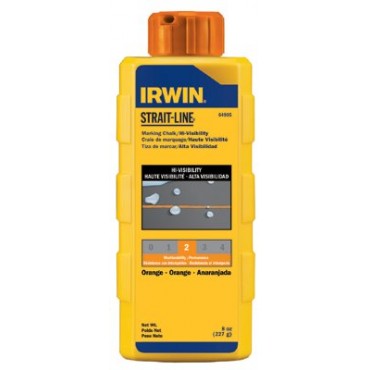 IRWIN
STRAIT-LINE
Marking Chalk/Hi-Visibility
Craie de marquage/Haute Visibilité
Tiza de marcar/Alta Visibilidad
HI-VISIBILITY
HAUTE VISIBILITÉ - ALTA VISIBILIDAD
0 1 2 3 4
Orange - Orange - Anaranjada
Net Wt. 8 oz
Poids Net (227 g)
Peso Neto